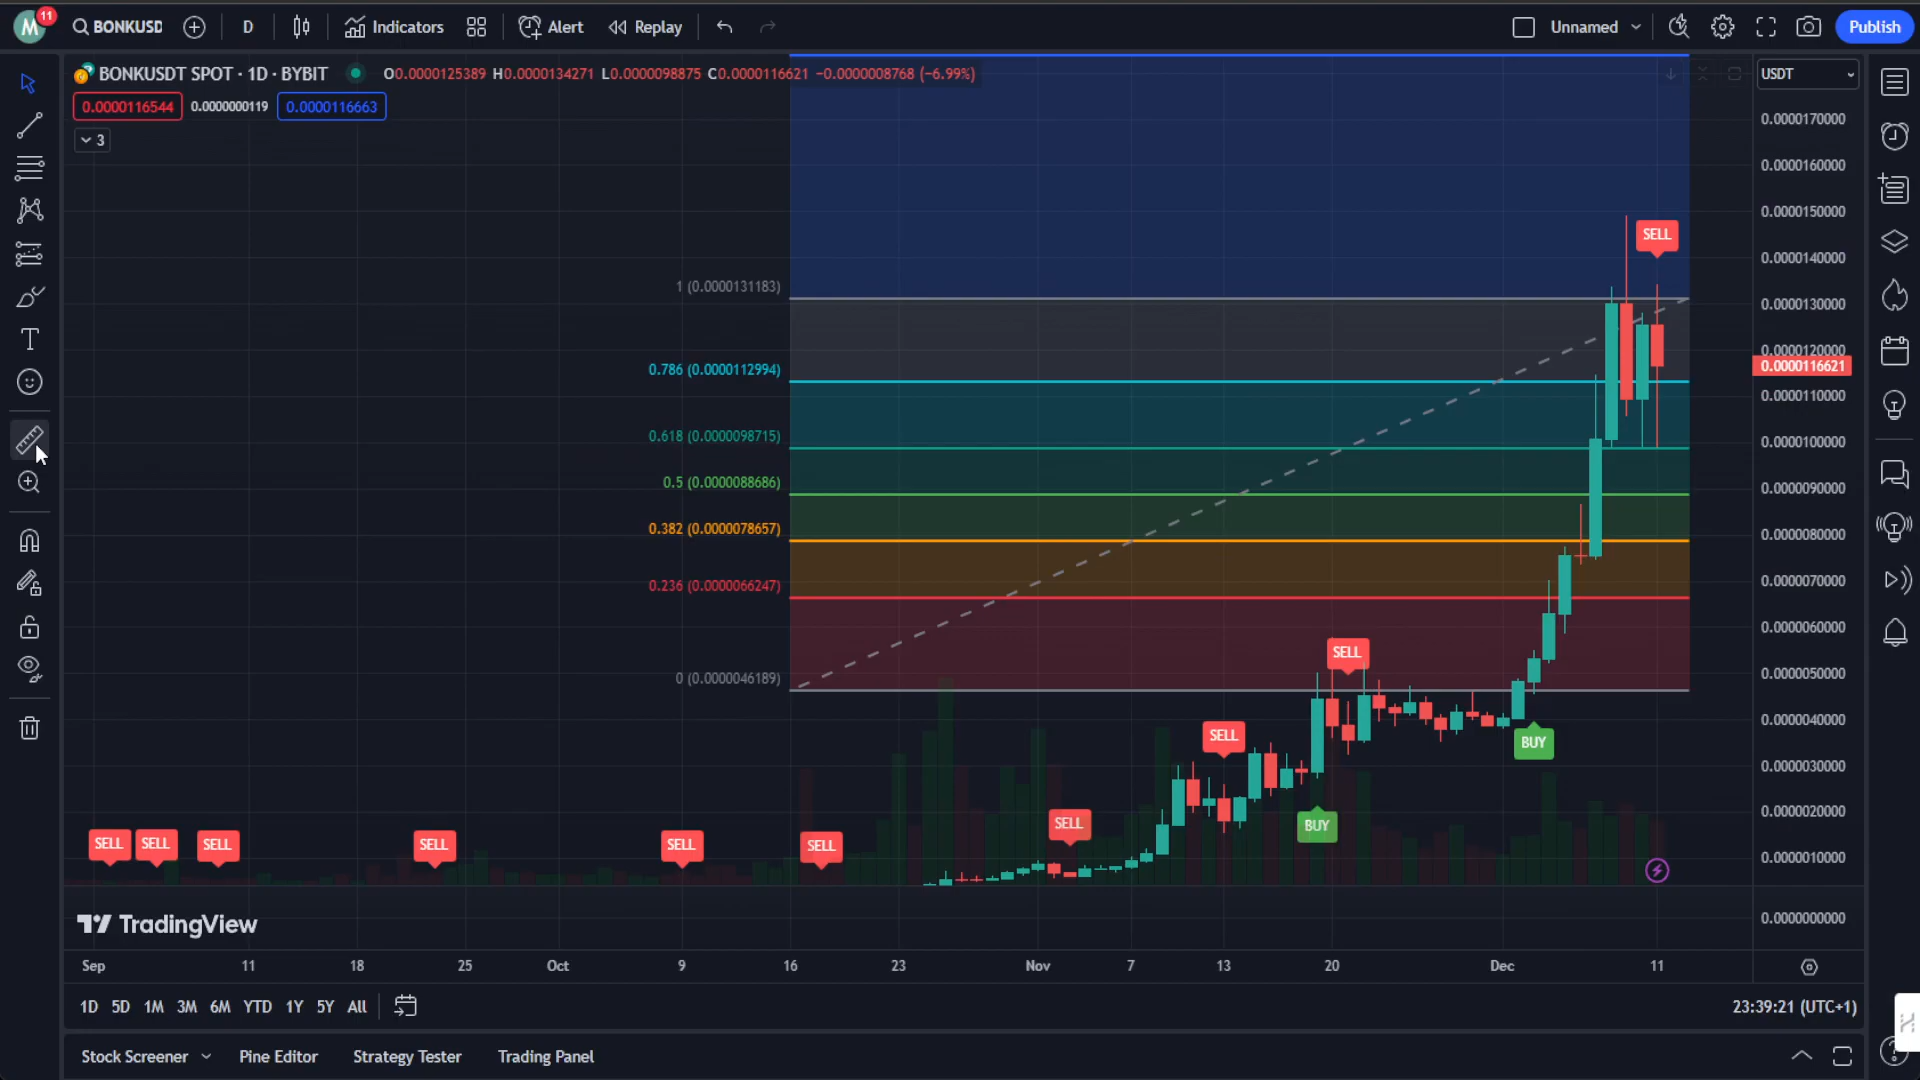 M 11 BONKUSD D Indicators Alert Replay Unnamed Publish
BONKUSDT SPOT · 1D · BYBIT O0.0000125389 H0.0000134271 L0.0000098875 C0.0000116621 −0.0000008768 (−6.99%) USDT
0.0000116544 0.0000000119 0.0000116663
3
0.0000170000
0.0000160000
0.0000150000
SELL
0.0000140000
1 (0.0000131183)
0.0000130000
0.0000120000
0.0000116621
0.786 (0.0000112994)
0.0000110000
0.618 (0.0000098715)
0.0000100000
0.5 (0.0000088686)
0.0000090000
0.382 (0.0000078657)
0.0000080000
0.236 (0.0000066247)
0.0000070000
0.0000060000
SELL
0 (0.0000046189)
0.0000050000
0.0000040000
SELL
BUY
0.0000030000
SELL
BUY
0.0000020000
SELL SELL SELL SELL SELL SELL
0.0000010000
TradingView
0.0000000000
Sep 11 18 25 Oct 9 16 23 Nov 7 13 20 Dec 11
1D 5D 1M 3M 6M YTD 1Y 5Y All 23:39:21 (UTC+1)
Stock Screener Pine Editor Strategy Tester Trading Panel